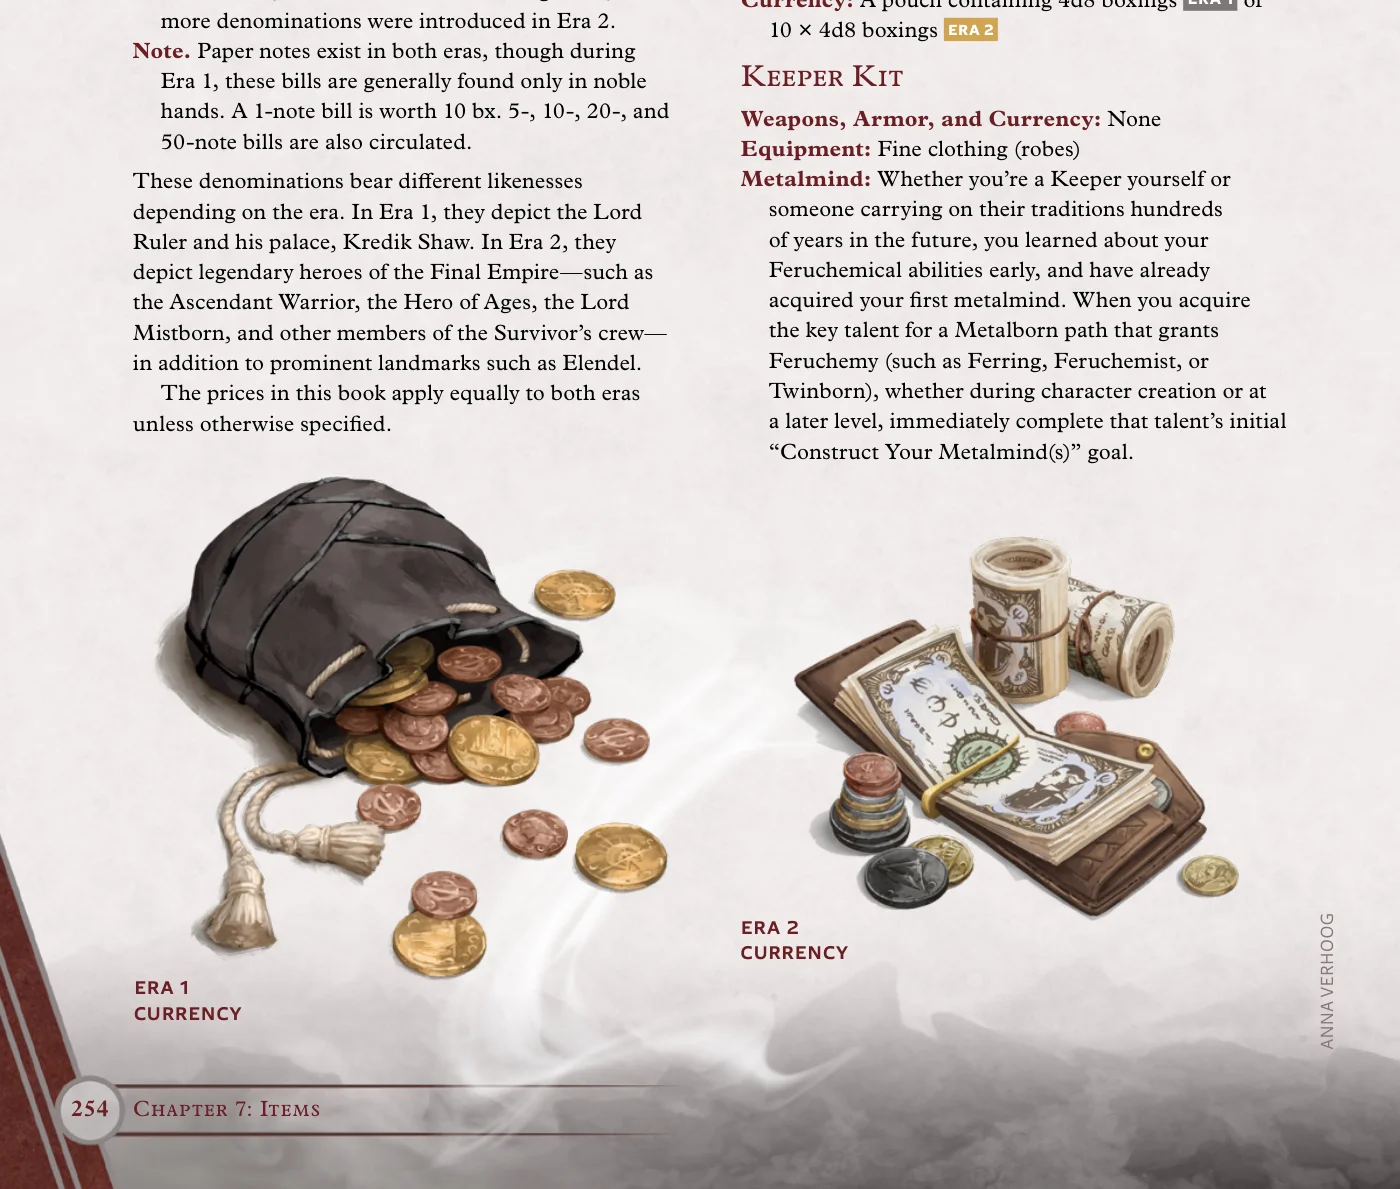 more denominations were introduced in Era 2.
Note. Paper notes exist in both eras, though during
Era 1, these bills are generally found only in noble
hands. A 1-note bill is worth 10 bx. 5-, 10-, 20-, and
50-note bills are also circulated.
These denominations bear different likenesses
depending on the era. In Era 1, they depict the Lord
Ruler and his palace, Kredik Shaw. In Era 2, they
depict legendary heroes of the Final Empire—such as
the Ascendant Warrior, the Hero of Ages, the Lord
Mistborn, and other members of the Survivor's crew—
in addition to prominent landmarks such as Elendel.
The prices in this book apply equally to both eras
unless otherwise specified.
ERA 1
CURRENCY
254 Chapter 7: Items
Currency: A pouch containing 4d8 boxings ERA 1 or
10 × 4d8 boxings ERA 2
Keeper Kit
Weapons, Armor, and Currency: None
Equipment: Fine clothing (robes)
Metalmind: Whether you're a Keeper yourself or
someone carrying on their traditions hundreds
of years in the future, you learned about your
Feruchemical abilities early, and have already
acquired your first metalmind. When you acquire
the key talent for a Metalborn path that grants
Feruchemy (such as Ferring, Feruchemist, or
Twinborn), whether during character creation or at
a later level, immediately complete that talent's initial
“Construct Your Metalmind(s)” goal.
ERA 2
CURRENCY
ANNA VERHOOG